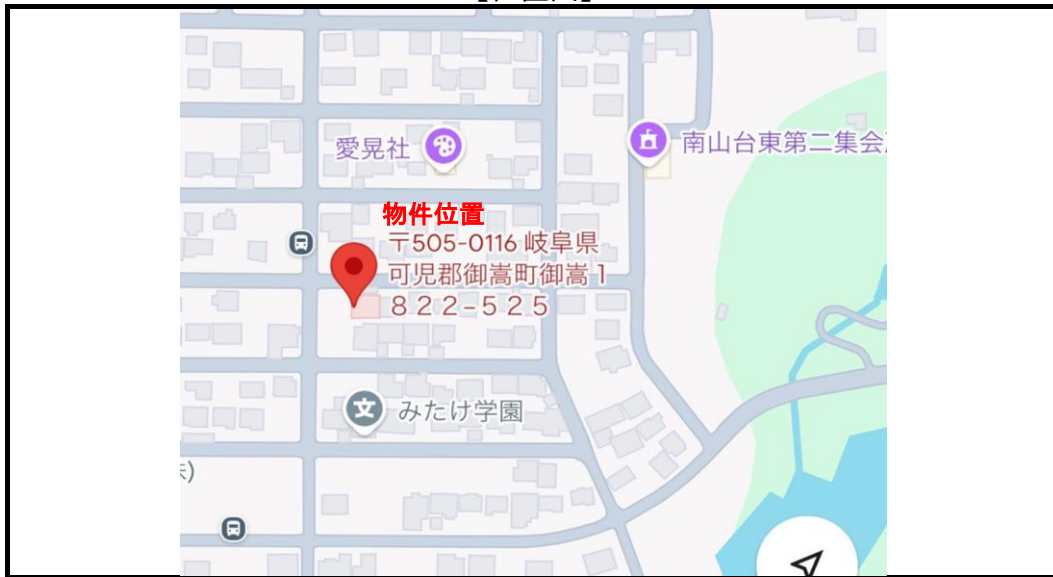 愛晃社
南山台東第二集会
物件位置
〒505-0116 岐阜県
可児郡御嵩町御嵩1
822-525
文
みたけ学園